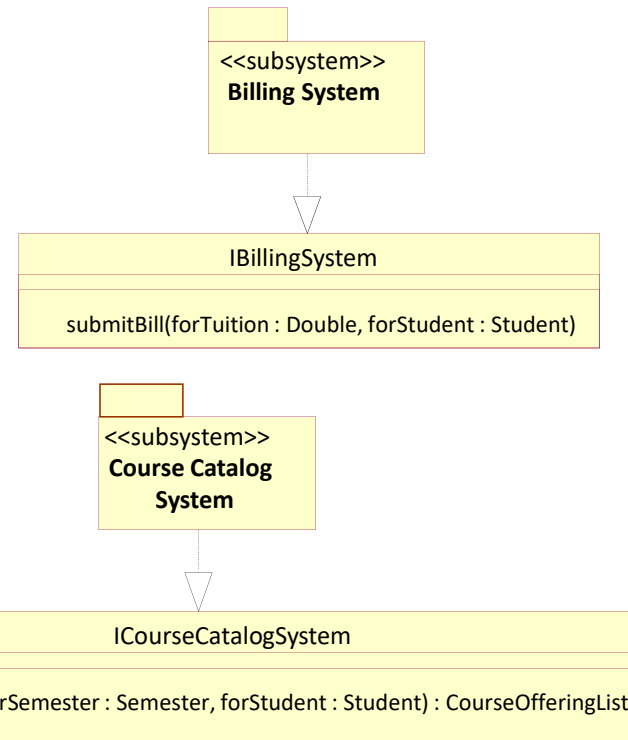 <<subsystem>>
Billing System
IBillingSystem
submitBill(forTuition : Double, forStudent : Student)
<<subsystem>>
Course Catalog
System
ICourseCatalogSystem
rSemester : Semester, forStudent : Student) : CourseOfferingList